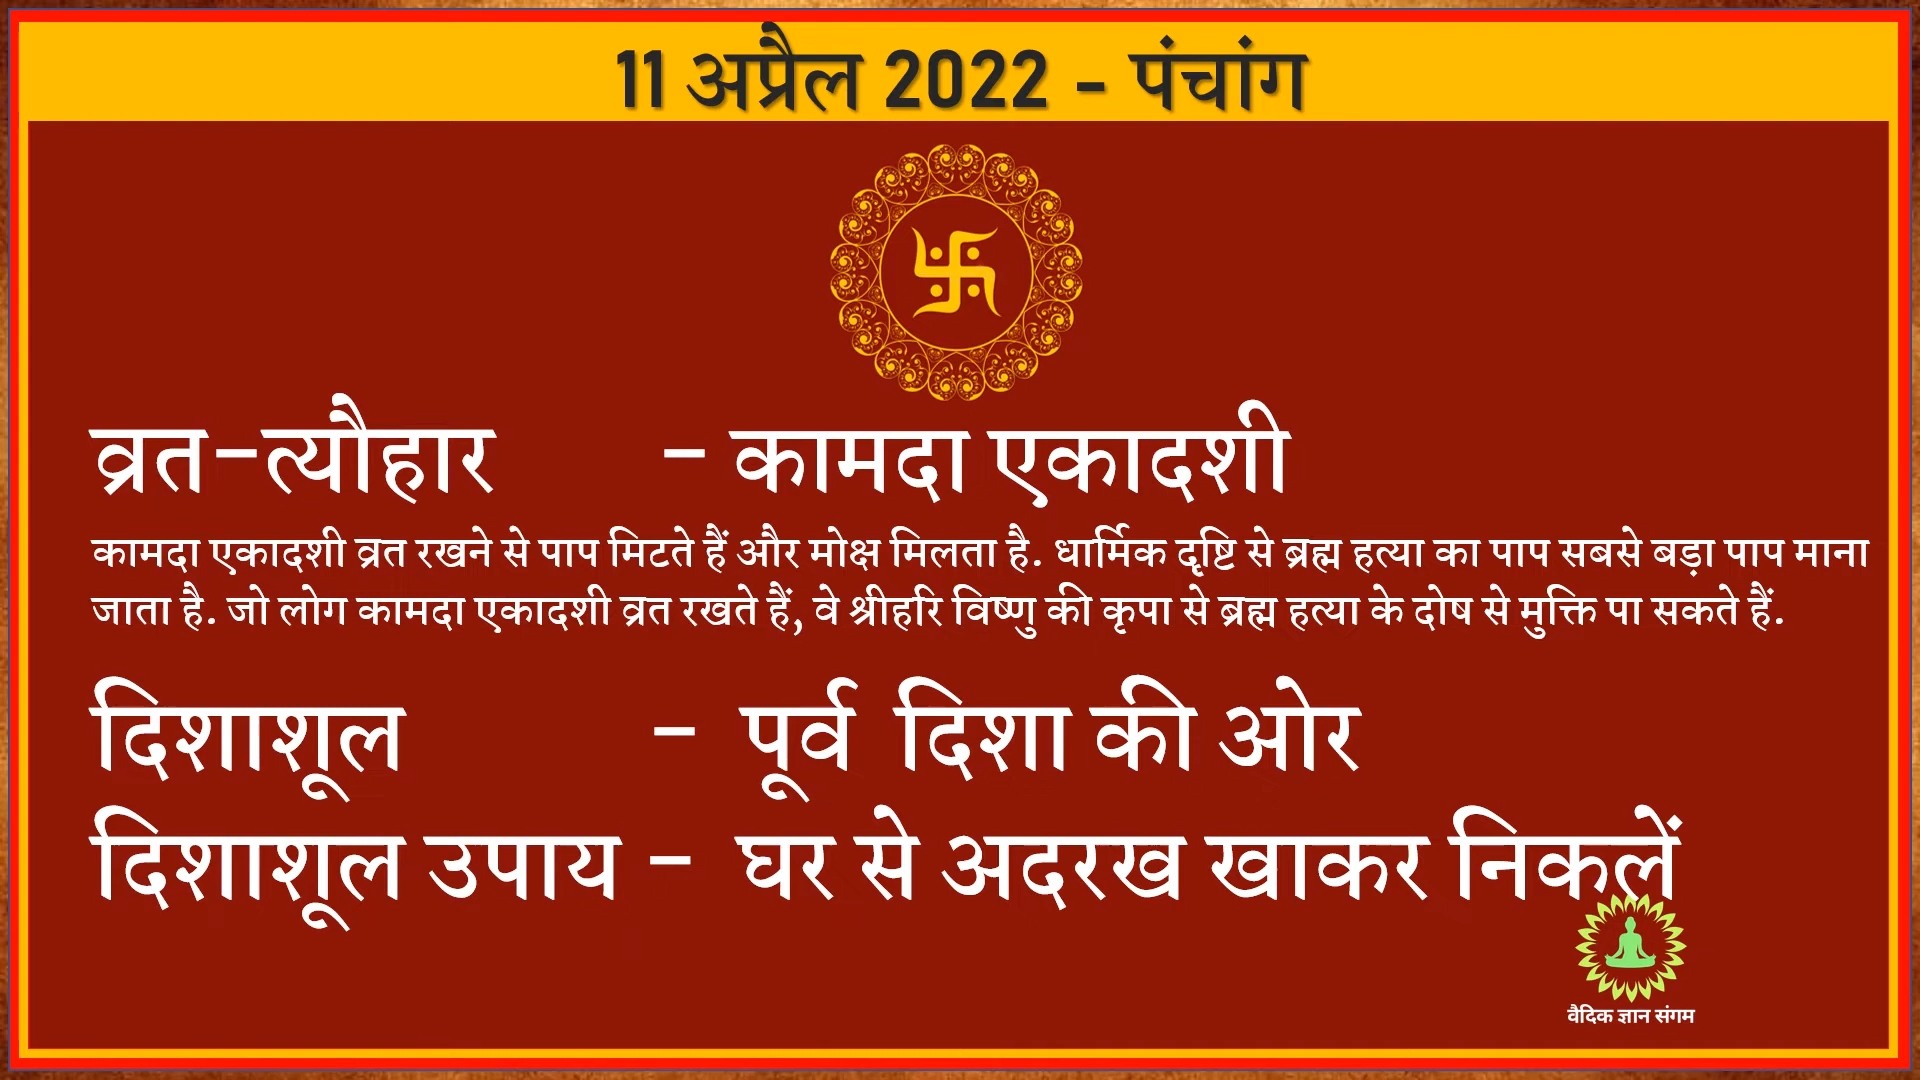 11 अप्रैल 2022 - पंचांग
व्रत-त्यौहार - कामदा एकादशी
कामदा एकादशी व्रत रखने से पाप मिटते हैं और मोक्ष मिलता है. धार्मिक दृष्टि से ब्रह्म हत्या का पाप सबसे बड़ा पाप माना
जाता है. जो लोग कामदा एकादशी व्रत रखते हैं, वे श्रीहरि विष्णु की कृपा से ब्रह्म हत्या के दोष से मुक्ति पा सकते हैं.
दिशाशूल - पूर्व दिशा की ओर
दिशाशूल उपाय - घर से अदरख खाकर निकलें
वैदिक ज्ञान संगम